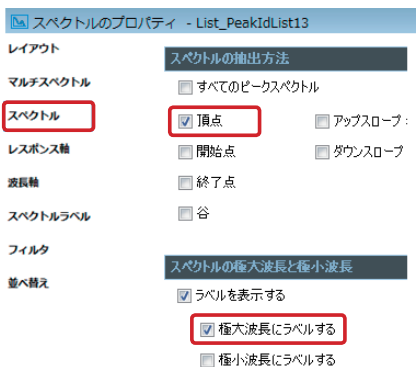 スペクトルのプロパティ - List_PeakIdList13
レイアウト
マルチスペクトル
スペクトル
レスポンス軸
波長軸
スペクトルラベル
フィルタ
並べ替え
スペクトルの抽出方法
すべてのピークスペクトル
頂点 アップスロープ:
開始点 ダウンスロープ
終了点
谷
スペクトルの極大波長と極小波長
ラベルを表示する
極大波長にラベルする
極小波長にラベルする